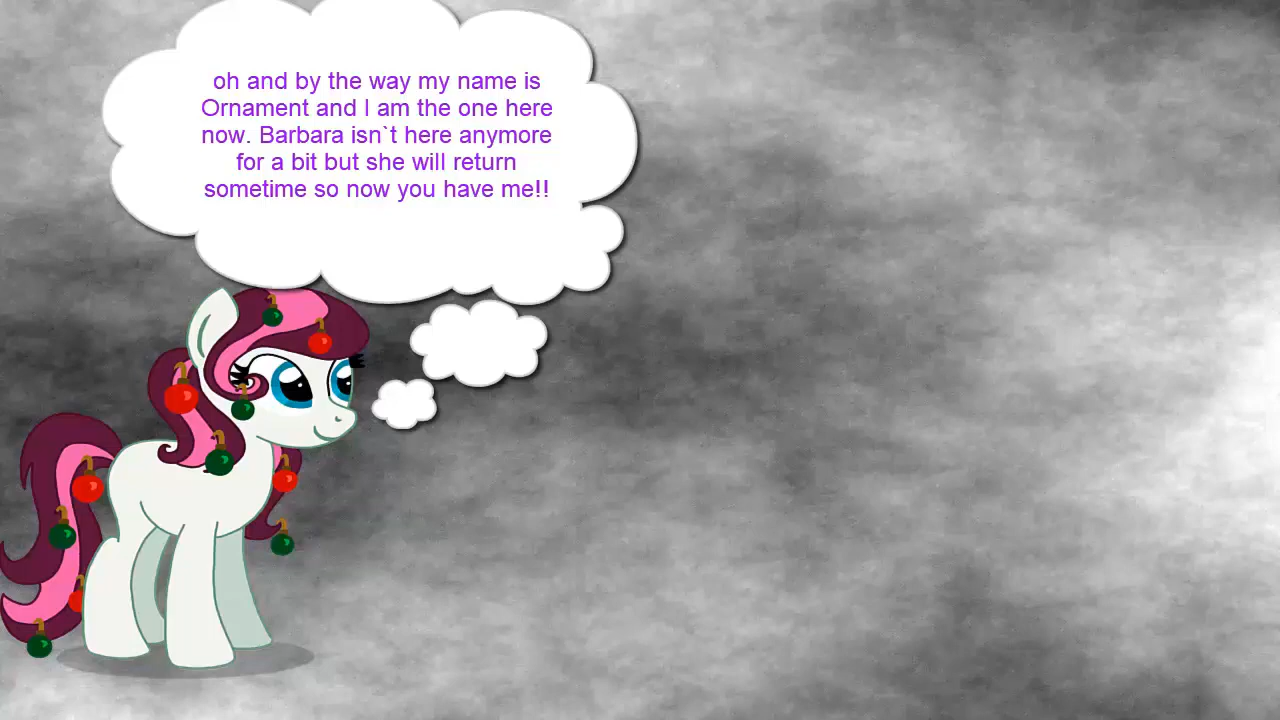 oh and by the way my name is
Ornament and I am the one here
now. Barbara isn`t here anymore
for a bit but she will return
sometime so now you have me!!